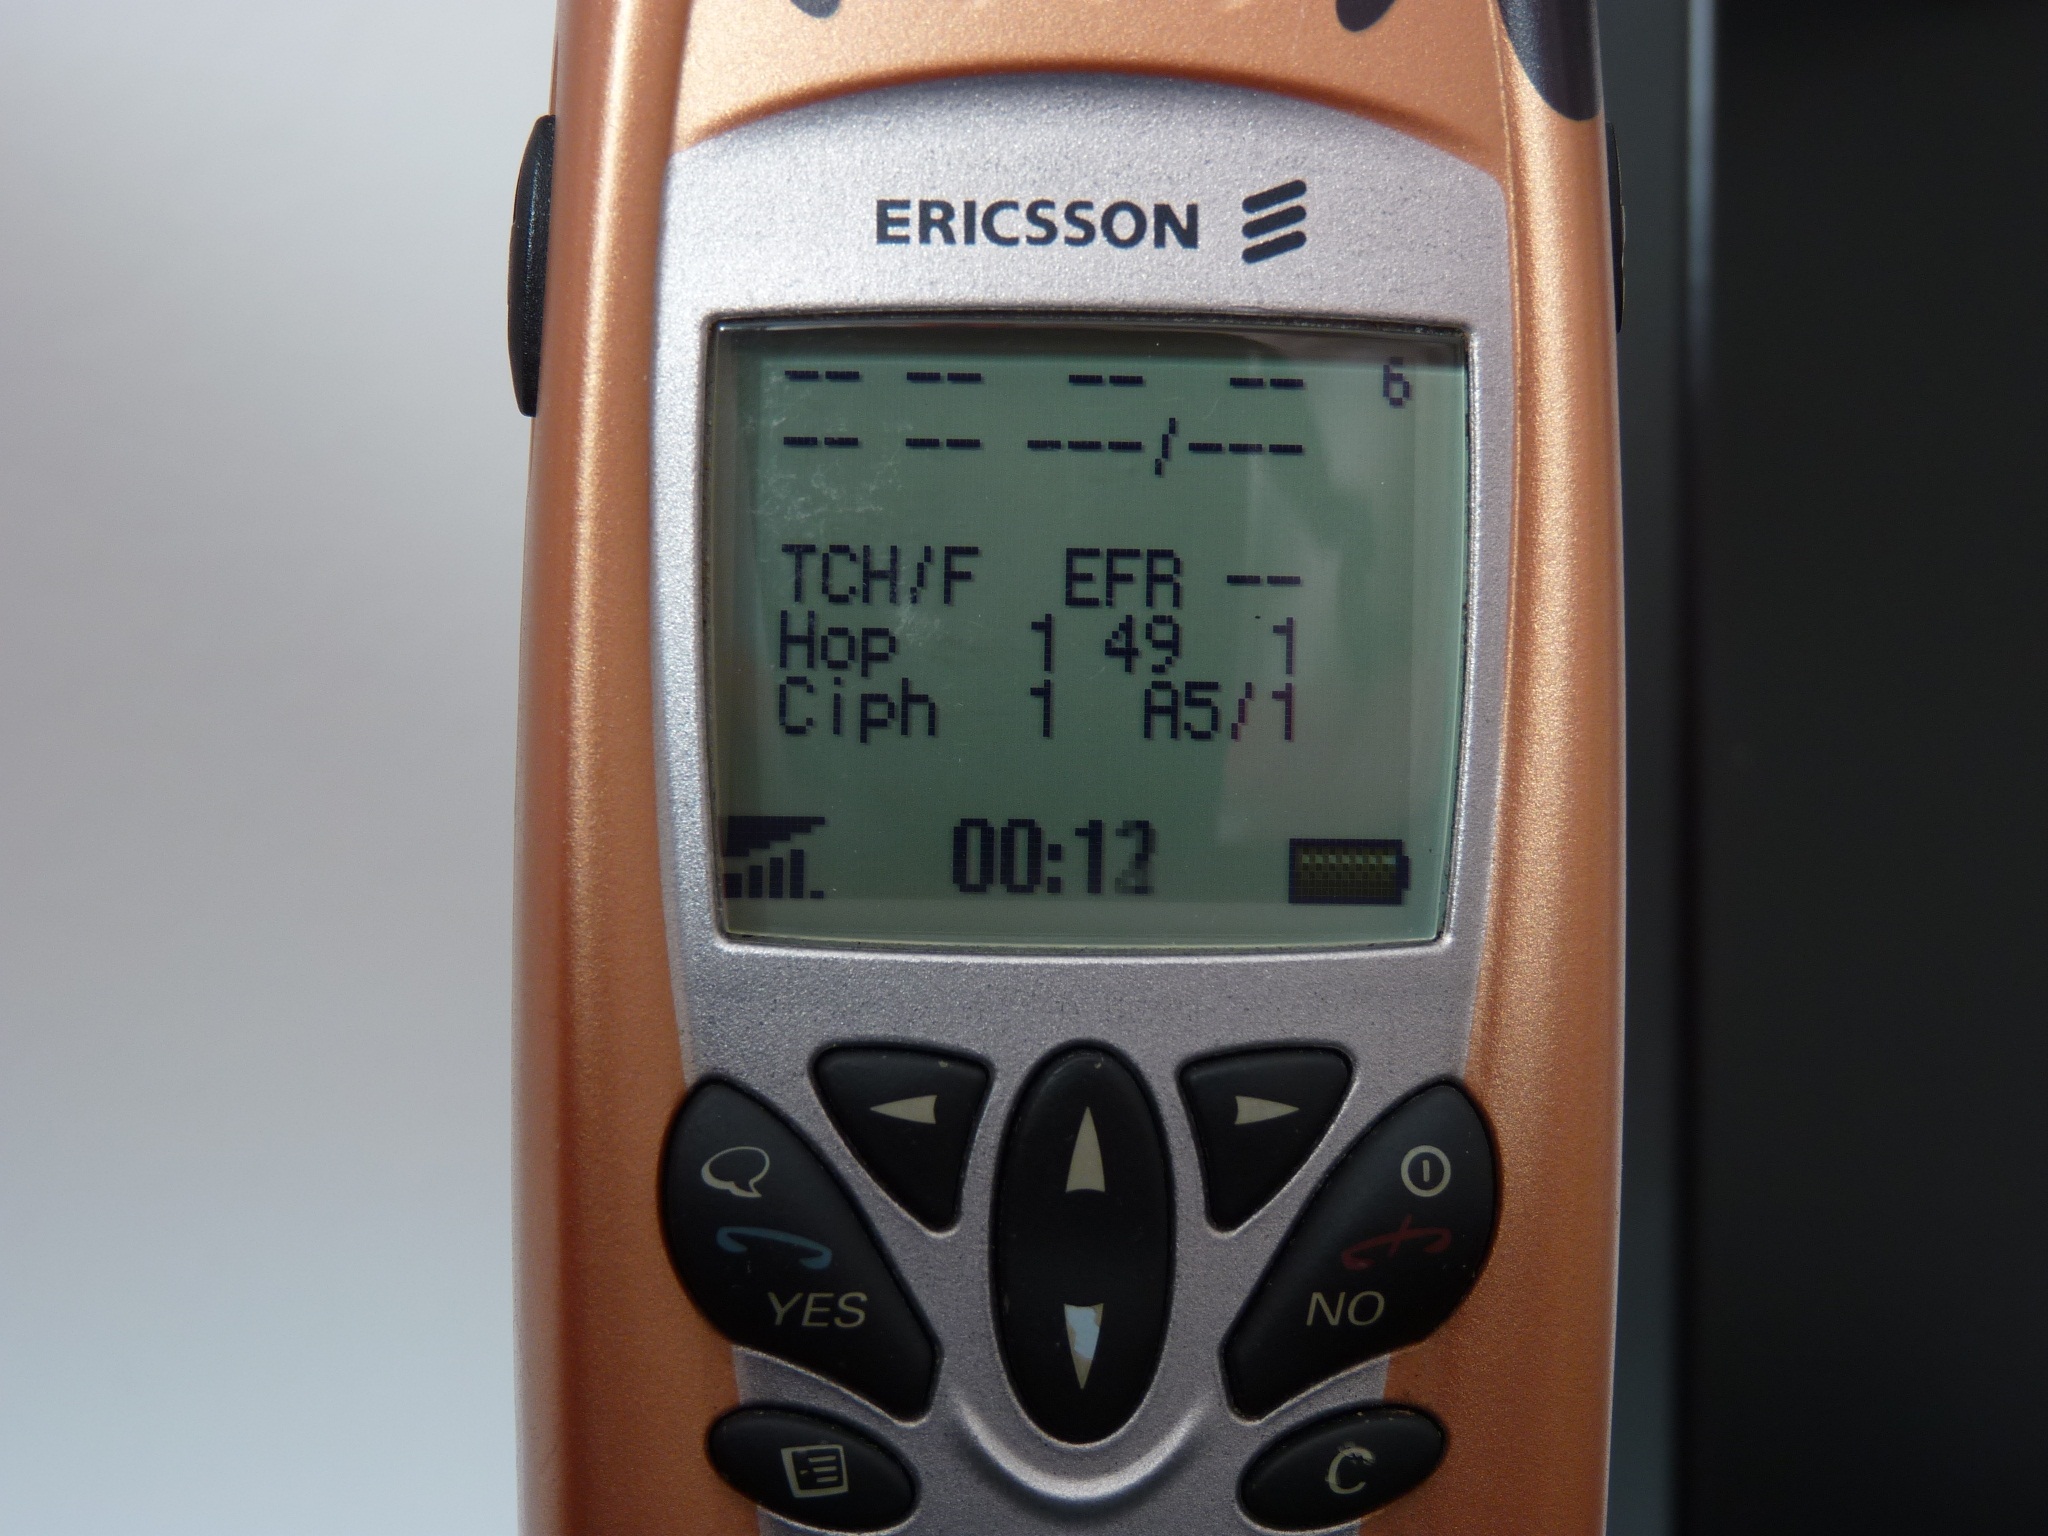 ERICSSON
-- -- -- -- 6
-- -- ---/---
TCH/F EFR --
Hop 1 49 1
Ciph 1 A5/1
00:12
YES
NO
C